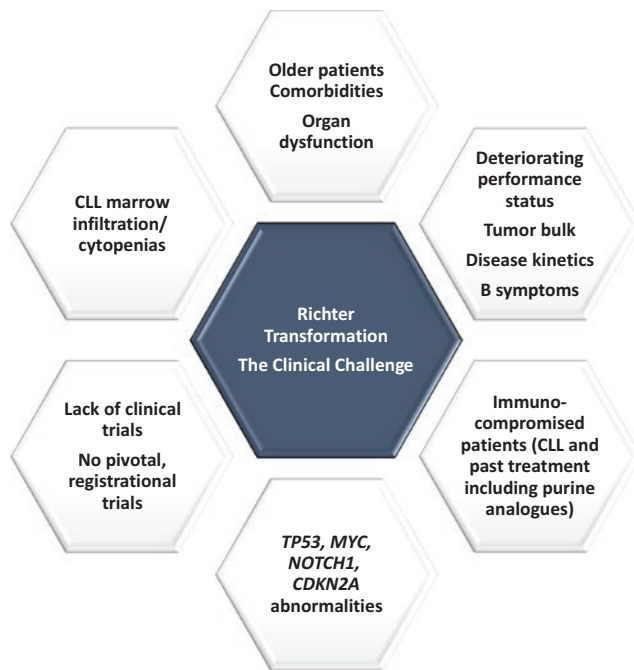 Older patients
Comorbidities
Organ
dysfunction
Deteriorating
performance
status
Tumor bulk
Disease kinetics
B symptoms
CLL marrow
infiltration/
cytopenias
Richter
Transformation
The Clinical Challenge
Lack of clinical
trials
No pivotal,
registrational
trials
Immuno-
compromised
patients (CLL and
past treatment
including purine
analogues)
TP53, MYC,
NOTCH1,
CDKN2A
abnormalities